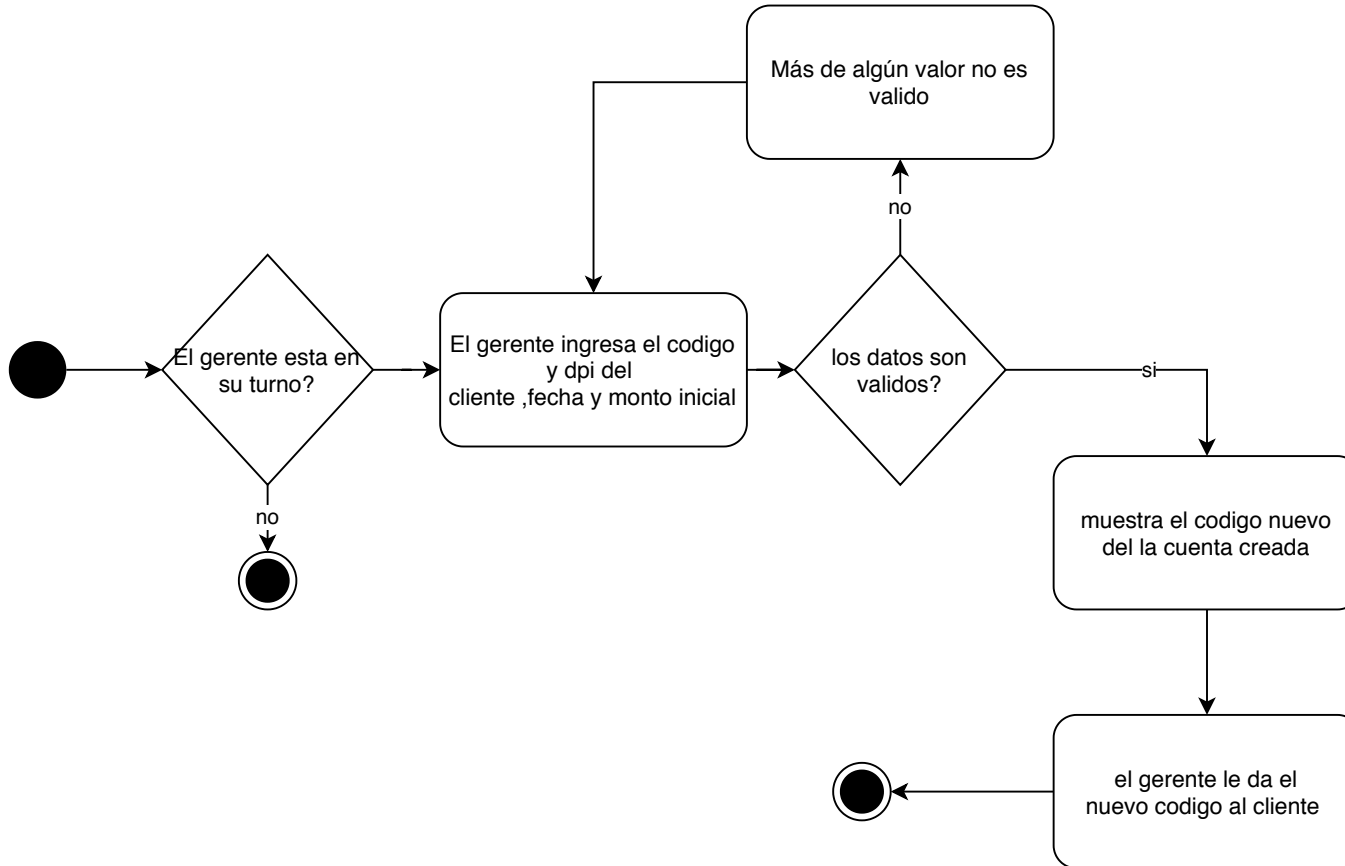 Más de algún valor no es
valido
no
El gerente esta en
su turno?
El gerente ingresa el codigo
y dpi del
cliente ,fecha y monto inicial
los datos son
validos?
si
no
muestra el codigo nuevo
del la cuenta creada
el gerente le da el
nuevo codigo al cliente